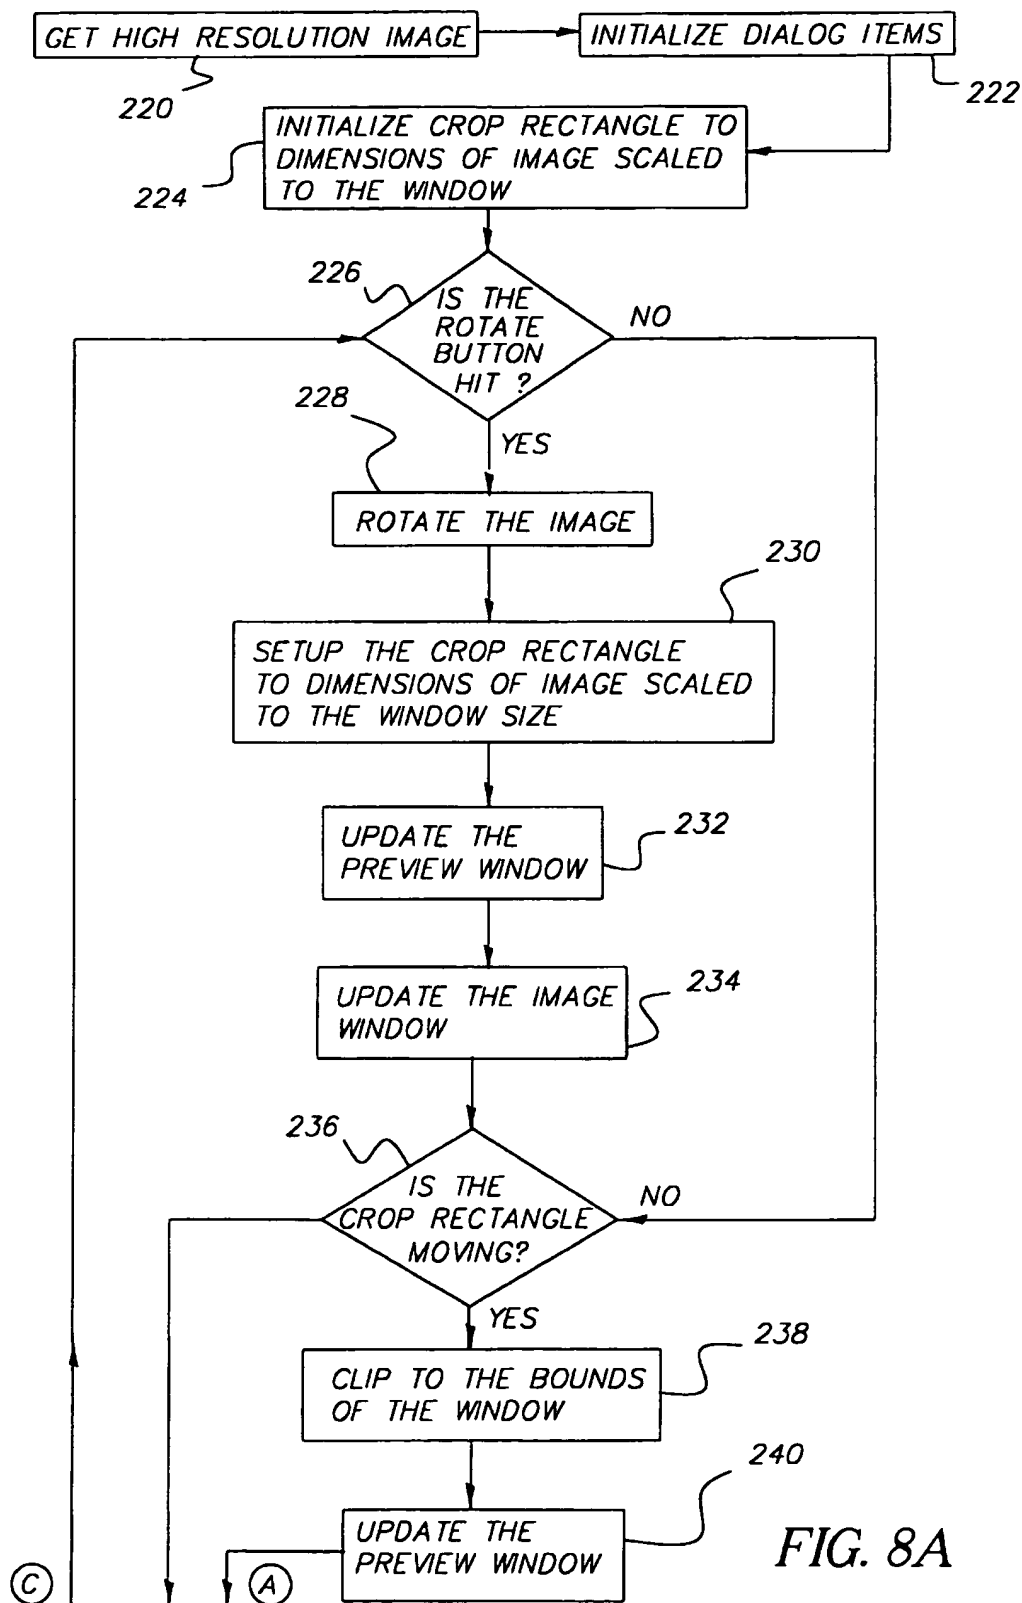 GET HIGH RESOLUTION IMAGE
INITIALIZE DIALOG ITEMS
220
222
INITIALIZE CROP RECTANGLE TO
DIMENSIONS OF IMAGE SCALED
TO THE WINDOW
224
226
IS THE
ROTATE
BUTTON
HIT ?
NO
228
YES
ROTATE THE IMAGE
230
SETUP THE CROP RECTANGLE
TO DIMENSIONS OF IMAGE SCALED
TO THE WINDOW SIZE
UPDATE THE
PREVIEW WINDOW
232
UPDATE THE IMAGE
WINDOW
234
236
IS THE
CROP RECTANGLE
MOVING?
NO
YES
238
CLIP TO THE BOUNDS
OF THE WINDOW
240
UPDATE THE
PREVIEW WINDOW
C
A
FIG. 8A